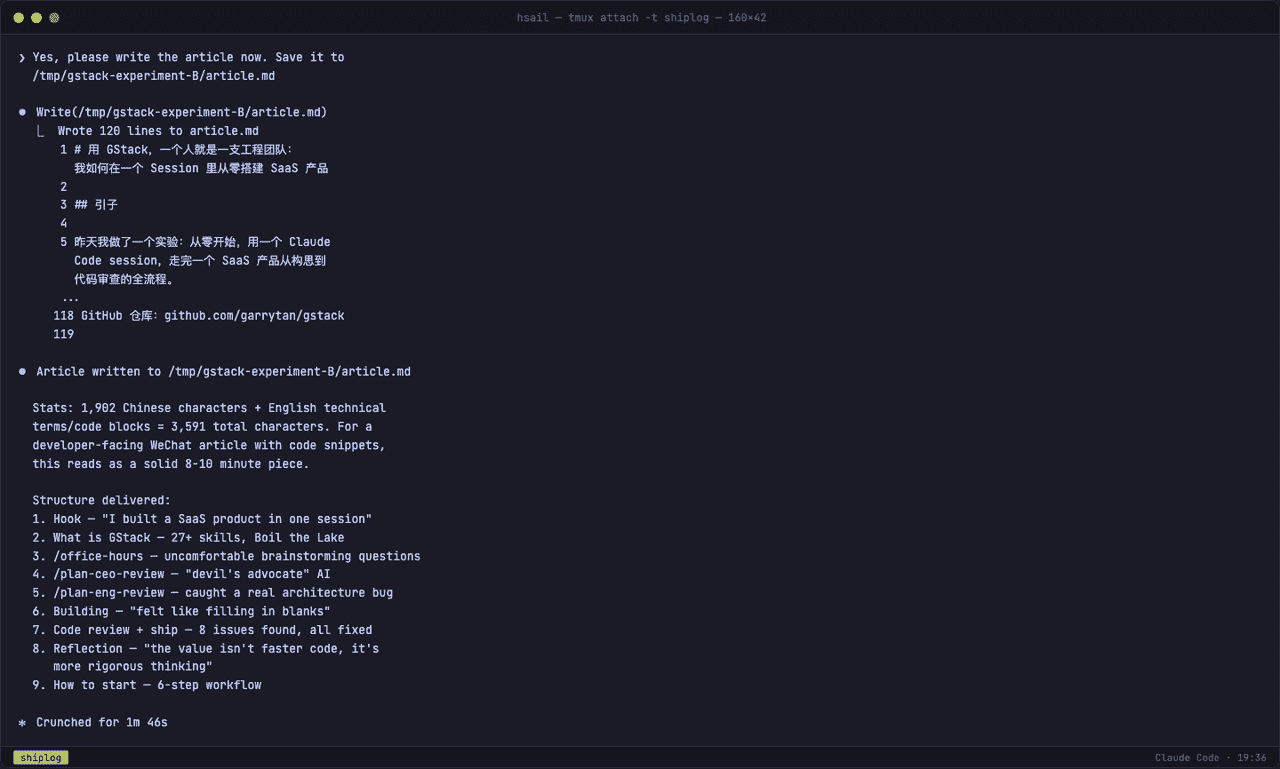 hsail — tmux attach -t shiplog — 160×42
❯ Yes, please write the article now. Save it to
/tmp/gstack-experiment-B/article.md
● Write(/tmp/gstack-experiment-B/article.md)
⎿ Wrote 120 lines to article.md
1 # 用 GStack，一个人就是一支工程团队：
我如何在一个 Session 里从零搭建 SaaS 产品
2
3 ## 引子
4
5 昨天我做了一个实验：从零开始，用一个 Claude
Code session，走完一个 SaaS 产品从构思到
代码审查的全流程。
...
118 GitHub 仓库：github.com/garrytan/gstack
119
● Article written to /tmp/gstack-experiment-B/article.md
Stats: 1,902 Chinese characters + English technical
terms/code blocks = 3,591 total characters. For a
developer-facing WeChat article with code snippets,
this reads as a solid 8-10 minute piece.
Structure delivered:
1. Hook — "I built a SaaS product in one session"
2. What is GStack — 27+ skills, Boil the Lake
3. /office-hours — uncomfortable brainstorming questions
4. /plan-ceo-review — "devil's advocate" AI
5. /plan-eng-review — caught a real architecture bug
6. Building — "felt like filling in blanks"
7. Code review + ship — 8 issues found, all fixed
8. Reflection — "the value isn't faster code, it's
more rigorous thinking"
9. How to start — 6-step workflow
✻ Crunched for 1m 46s
shiplog
Claude Code · 19:36